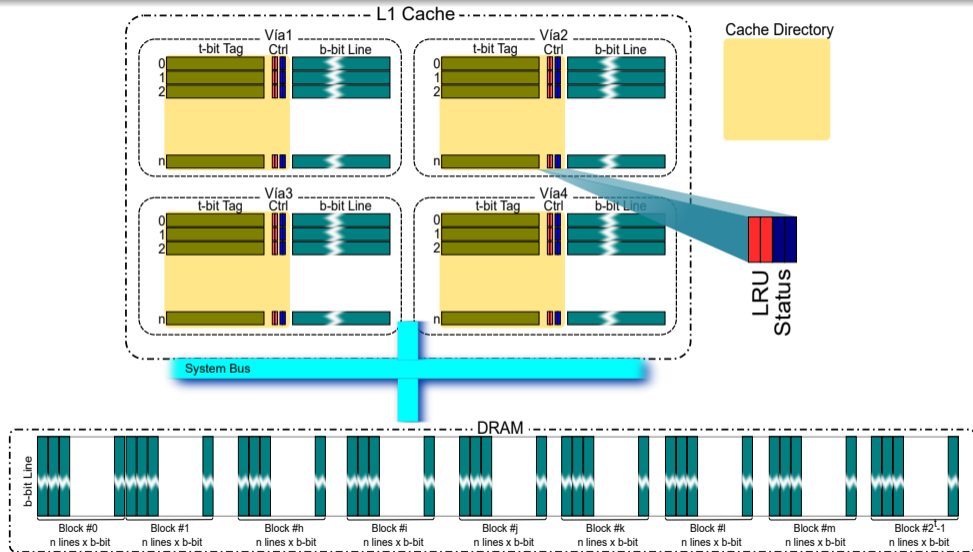 L1 Cache
Cache Directory
Vía1
t-bit Tag Ctrl b-bit Line
0
1
2
n
Vía2
t-bit Tag Ctrl b-bit Line
0
1
2
n
Vía3
t-bit Tag Ctrl b-bit Line
0
1
2
n
Vía4
t-bit Tag Ctrl b-bit Line
0
1
2
n
LRU
Status
System Bus
DRAM
b-bit Line
Block #0
n lines x b-bit
Block #1
n lines x b-bit
Block #h
n lines x b-bit
Block #i
n lines x b-bit
Block #j
n lines x b-bit
Block #k
n lines x b-bit
Block #l
n lines x b-bit
Block #m
n lines x b-bit
Block #2^t-1
n lines x b-bit